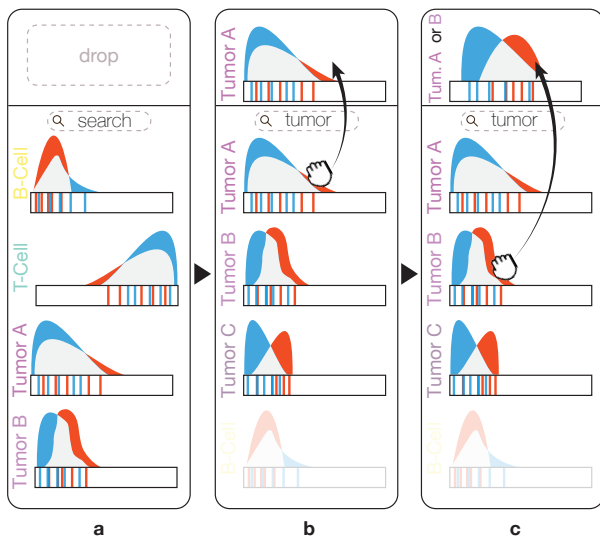 drop
search
B-Cell
T-Cell
Tumor A
Tumor B
a
Tumor A
tumor
Tumor A
Tumor B
Tumor C
B-Cell
b
Tum. A or B
tumor
Tumor A
Tumor B
Tumor C
B-Cell
c